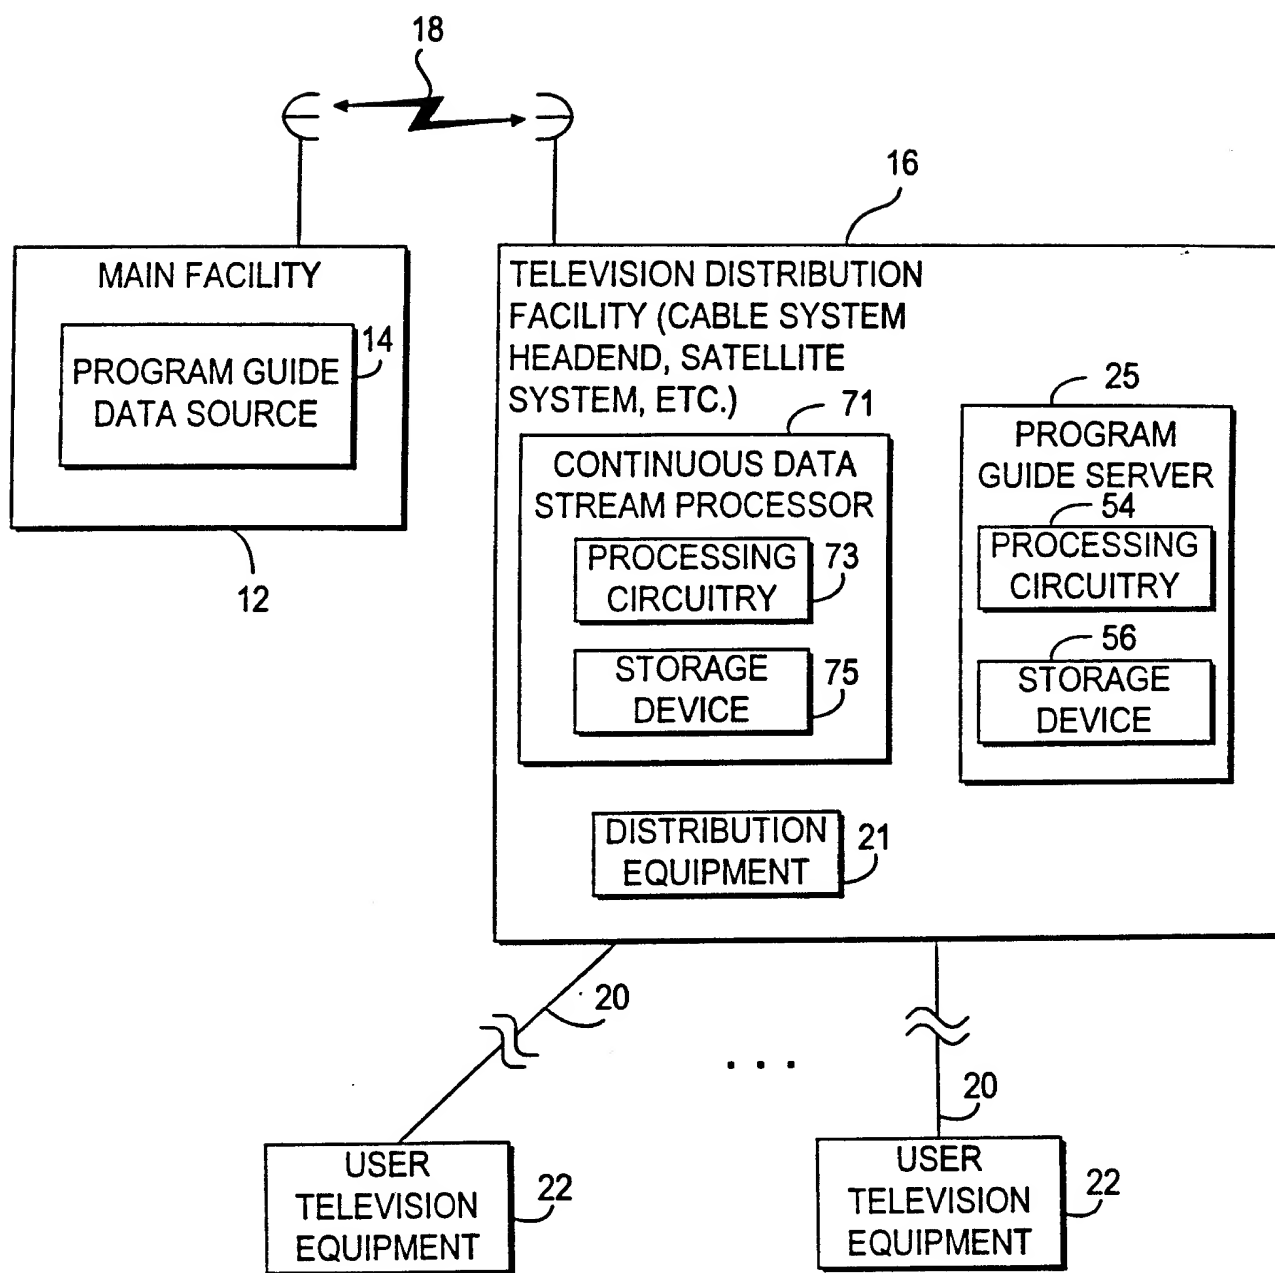 18
16
MAIN FACILITY
14
PROGRAM GUIDE
DATA SOURCE
12
TELEVISION DISTRIBUTION
FACILITY (CABLE SYSTEM
HEADEND, SATELLITE
SYSTEM, ETC.)
71
CONTINUOUS DATA
STREAM PROCESSOR
PROCESSING
CIRCUITRY
73
STORAGE
DEVICE
75
25
PROGRAM
GUIDE SERVER
54
PROCESSING
CIRCUITRY
56
STORAGE
DEVICE
DISTRIBUTION
EQUIPMENT
21
20
. . .
20
USER
TELEVISION
EQUIPMENT
22
USER
TELEVISION
EQUIPMENT
22